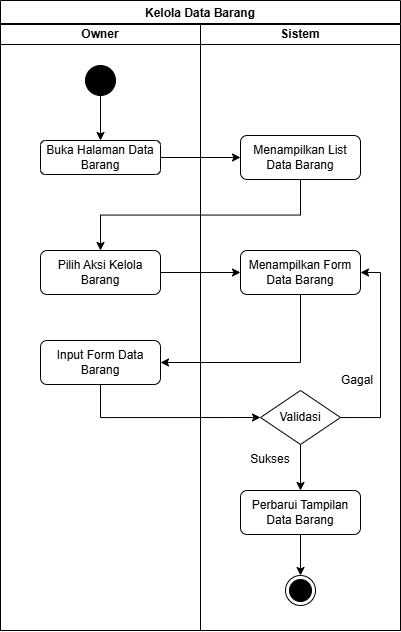 Kelola Data Barang
Owner
Sistem
Buka Halaman Data
Barang
Menampilkan List
Data Barang
Pilih Aksi Kelola
Barang
Menampilkan Form
Data Barang
Input Form Data
Barang
Gagal
Validasi
Sukses
Perbarui Tampilan
Data Barang